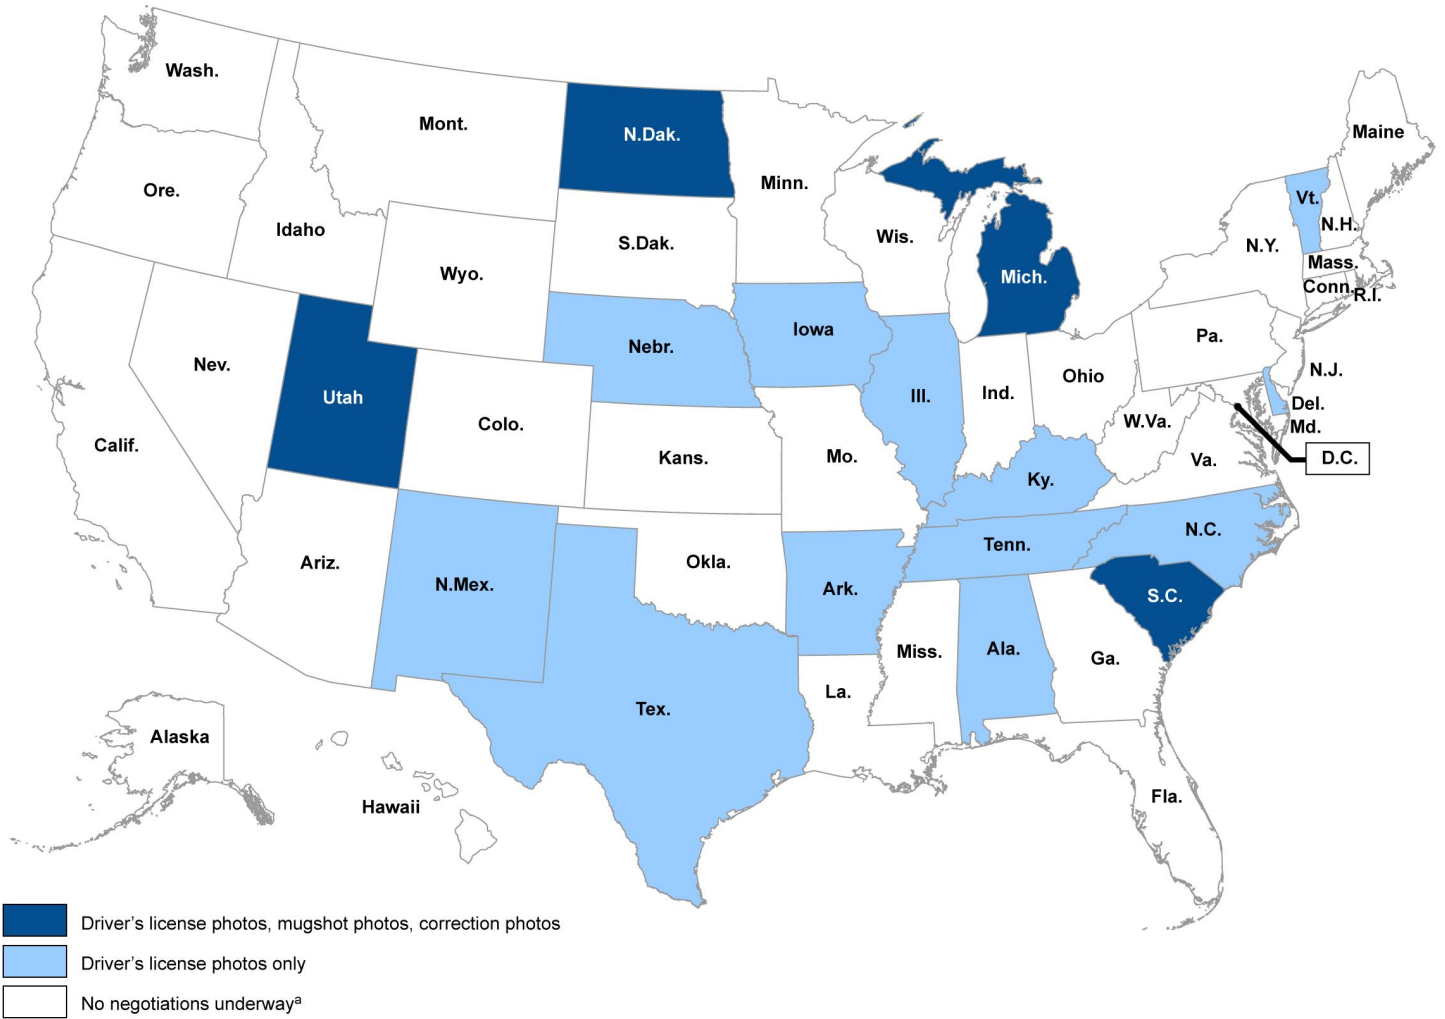 Wash.
Mont.
N.Dak.
Minn.
Maine
Ore.
Idaho
S.Dak.
Wis.
Mich.
Vt.
N.H.
N.Y.
Mass.
Conn.
R.I.
Wyo.
Nebr.
Iowa
Pa.
N.J.
Nev.
Utah
Colo.
Ill.
Ind.
Ohio
Del.
Md.
W.Va.
D.C.
Calif.
Kans.
Mo.
Ky.
Va.
Ariz.
N.Mex.
Okla.
Ark.
Tenn.
N.C.
S.C.
Tex.
La.
Miss.
Ala.
Ga.
Alaska
Hawaii
Fla.
Driver's license photos, mugshot photos, correction photos
Driver's license photos only
No negotiations underwayᵃ